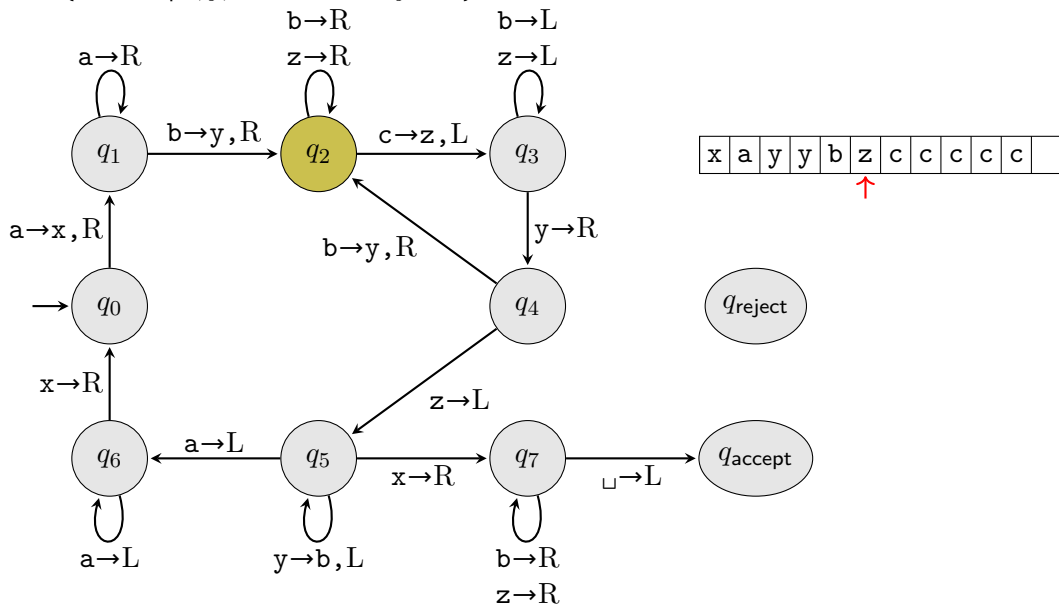 b→R
b→L
a→R
z→R
z→L
q1
b→y,R
q2
c→z,L
q3
x a y y b z c c c c c
↑
a→x,R
b→y,R
y→R
q0
q4
qreject
x→R
z→L
q6
a→L
q5
x→R
q7
␣→L
qaccept
a→L
y→b,L
b→R
z→R